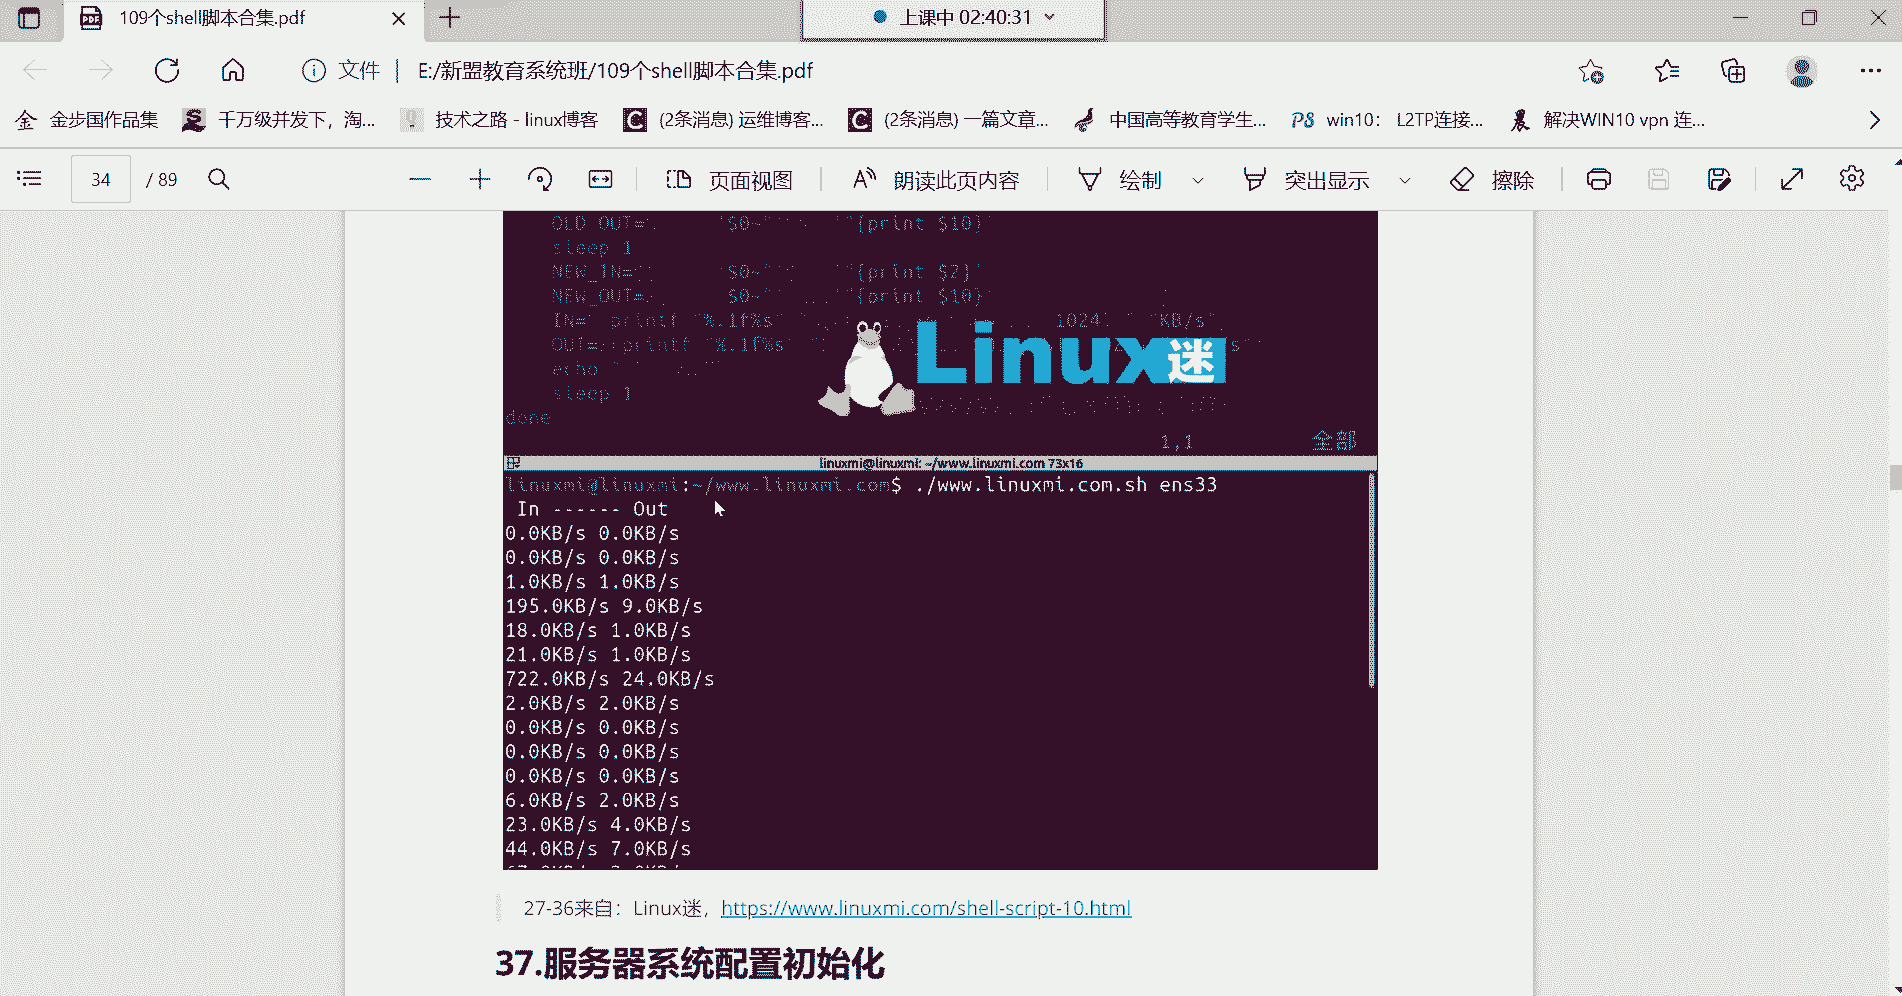 109个shell脚本合集.pdf
上课中 02:40:31
文件 E:/新盟教育系统班/109个shell脚本合集.pdf
金步国作品集 千万级并发下，淘... 技术之路 - linux博客 (2条消息) 运维博客... (2条消息) 一篇文章... 中国高等教育学生... win10： L2TP连接... 解决WIN10 vpn 连...
34 / 89 页面视图 朗读此页内容 绘制 突出显示 擦除
OLD_OUT= $0~ {print $10}
sleep 1
NEW_IN= $0~ {print $2}
NEW_OUT= $0~ {print $10}
IN= printf "%.1f%s" 1024 "KB/s"
OUT= printf "%.1f%s"
echo
sleep 1
done
Linux迷
1,1 全部
linuxmi@linuxmi: ~/www.linuxmi.com 73x16
linuxmi@linuxmi:~/www.linuxmi.com$ ./www.linuxmi.com.sh ens33
In ------ Out
0.0KB/s 0.0KB/s
0.0KB/s 0.0KB/s
1.0KB/s 1.0KB/s
195.0KB/s 9.0KB/s
18.0KB/s 1.0KB/s
21.0KB/s 1.0KB/s
722.0KB/s 24.0KB/s
2.0KB/s 2.0KB/s
0.0KB/s 0.0KB/s
0.0KB/s 0.0KB/s
0.0KB/s 0.0KB/s
6.0KB/s 2.0KB/s
23.0KB/s 4.0KB/s
44.0KB/s 7.0KB/s
27-36来自：Linux迷，https://www.linuxmi.com/shell-script-10.html
37.服务器系统配置初始化